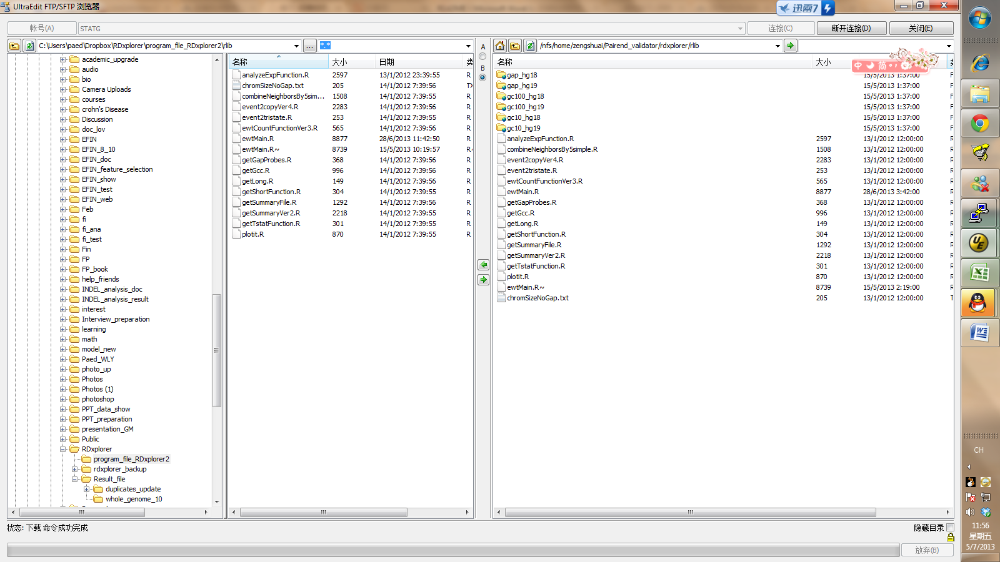 UltraEdit FTP/SFTP 浏览器
迅雷7
帐号(A)
STATG
连接(C)
断开连接(D)
关闭(E)
C:\Users\paed\Dropbox\RDxplorer\program_file_RDxplorer2\rlib
...
*.*
A
B
/nfs/home/zengshuai/Pairend_validator/rdxplorer/rlib
中 简
academic_upgrade
audio
bio
Camera Uploads
courses
crohn's Disease
Discussion
doc_lov
EFIN
EFIN_8_10
EFIN_doc
EFIN_feature_selection
EFIN_show
EFIN_test
EFIN_web
Feb
fi
fi_ana
fi_test
Fin
FP
FP_book
help_friends
INDEL_analysis_doc
INDEL_analysis_result
interest
Interview_preparation
learning
math
model_new
Paed_WLY
photo_up
Photos
Photos (1)
photoshop
PPT_data_show
PPT_preparation
presentation_GM
Public
RDxplorer
program_file_RDxplorer2
rdxplorer_backup
Result_file
duplicates_update
whole_genome_10
名称 大小 日期 类
analyzeExpFunction.R 2597 13/1/2012 23:39:55 R
chromSizeNoGap.txt 205 14/1/2012 7:39:56 TX
combineNeighborsBy5sim... 1508 14/1/2012 7:39:55 R
event2copyVer4.R 2283 14/1/2012 7:39:56 R
event2tristate.R 253 14/1/2012 7:39:55 R
ewtCountFunctionVer3.R 565 14/1/2012 7:39:55 R
ewtMain.R 8877 28/6/2013 11:42:50 R
ewtMain.R~ 8739 15/5/2013 10:19:57 R
getGapProbes.R 368 14/1/2012 7:39:55 R
getGcc.R 996 14/1/2012 7:39:56 R
getLong.R 149 14/1/2012 7:39:56 R
getShortFunction.R 304 14/1/2012 7:39:55 R
getSummaryFile.R 1292 14/1/2012 7:39:56 R
getSummaryVer2.R 2218 14/1/2012 7:39:55 R
getTstatFunction.R 301 14/1/2012 7:39:55 R
plotit.R 870 14/1/2012 7:39:55 R
名称 大小
gap_hg18 15/5/2013 1:37:00 F
gap_hg19 15/5/2013 1:37:00 F
gc100_hg18 15/5/2013 1:37:00 F
gc100_hg19 15/5/2013 1:37:00 F
gc10_hg18 15/5/2013 1:37:00 F
gc10_hg19 15/5/2013 1:37:00 F
analyzeExpFunction.R 2597 13/1/2012 12:00:00 R
combineNeighborsBy5simple.R 1508 13/1/2012 12:00:00 R
event2copyVer4.R 2283 13/1/2012 12:00:00 R
event2tristate.R 253 13/1/2012 12:00:00 R
ewtCountFunctionVer3.R 565 13/1/2012 12:00:00 R
ewtMain.R 8877 28/6/2013 3:42:00 R
getGapProbes.R 368 13/1/2012 12:00:00 R
getGcc.R 996 13/1/2012 12:00:00 R
getLong.R 149 13/1/2012 12:00:00 R
getShortFunction.R 304 13/1/2012 12:00:00 R
getSummaryFile.R 1292 13/1/2012 12:00:00 R
getSummaryVer2.R 2218 13/1/2012 12:00:00 R
getTstatFunction.R 301 13/1/2012 12:00:00 R
plotit.R 870 13/1/2012 12:00:00 R
ewtMain.R~ 8739 15/5/2013 2:19:00 R
chromSizeNoGap.txt 205 13/1/2012 12:00:00 T
状态: 下载 命令成功完成
隐藏目录
放弃(B)
UE
CH
11:56
星期五
5/7/2013